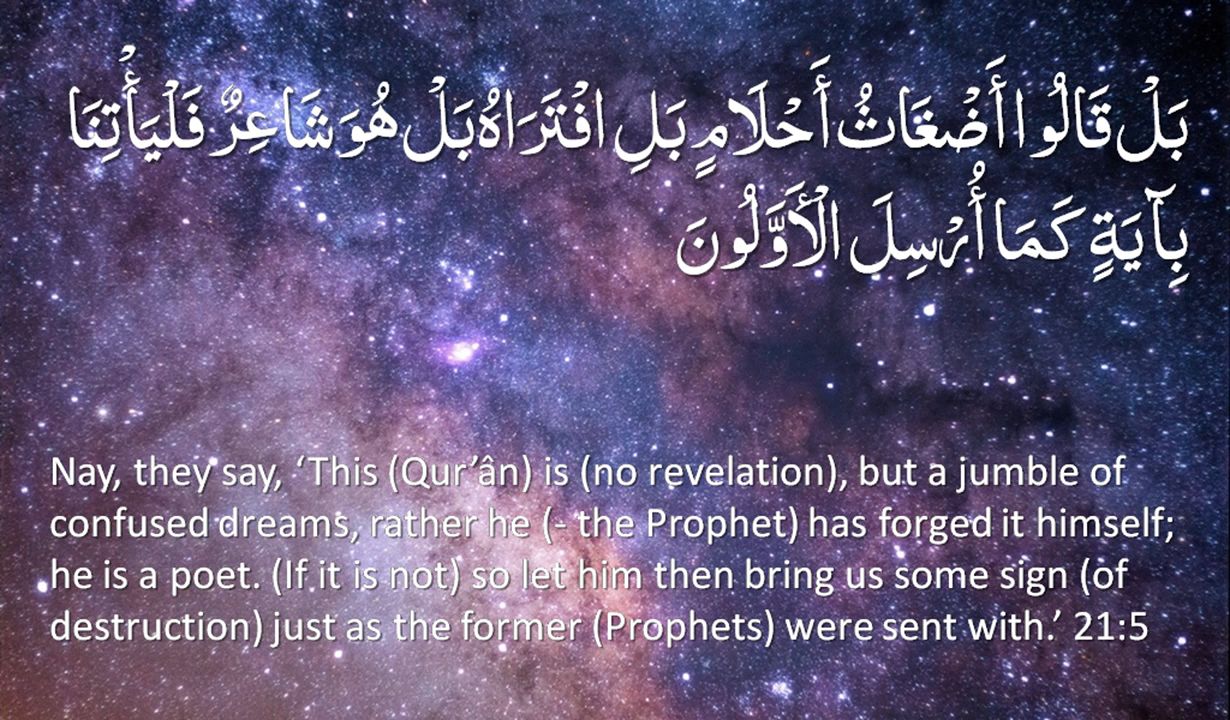 بَلْ قَالُوا أَضْغَاثُ أَحْلَامٍ بَلِ افْتَرَاهُ بَلْ هُوَ شَاعِرٌ فَلْيَأْتِنَا
بِآيَةٍ كَمَا أُرْسِلَ الْأَوَّلُونَ
Nay, they say, ‘This (Qur’ân) is (no revelation), but a jumble of
confused dreams, rather he (- the Prophet) has forged it himself;
he is a poet. (If it is not) so let him then bring us some sign (of
destruction) just as the former (Prophets) were sent with.’ 21:5